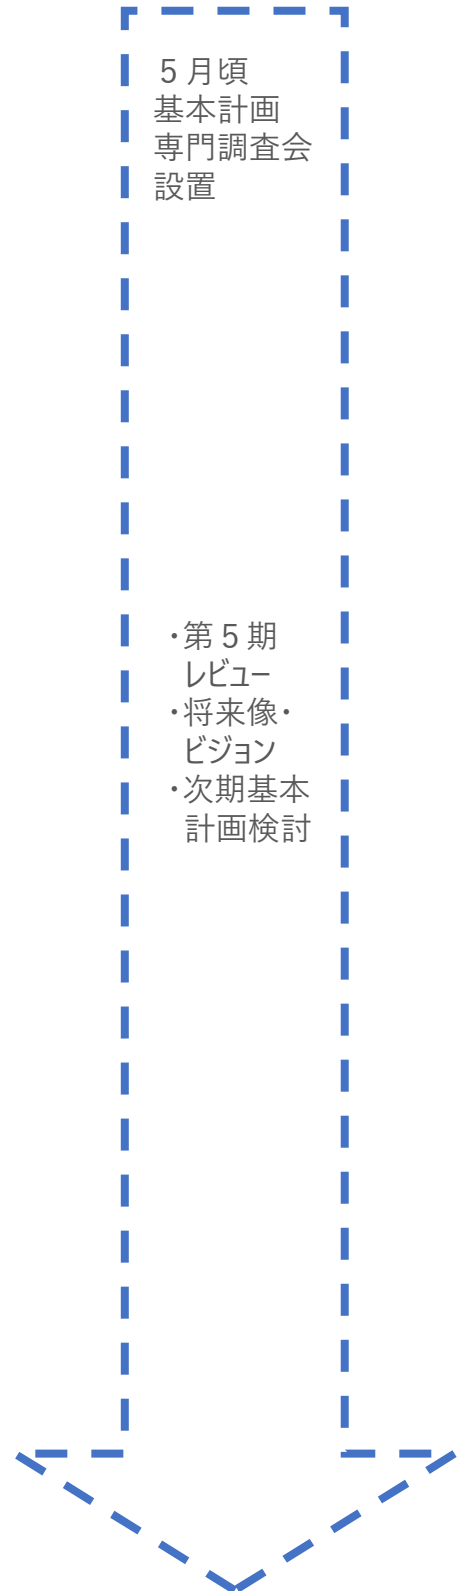 5月頃
基本計画
専門調査会
設置
・第5期
レビュー
・将来像・
ビジョン
・次期基本
計画検討